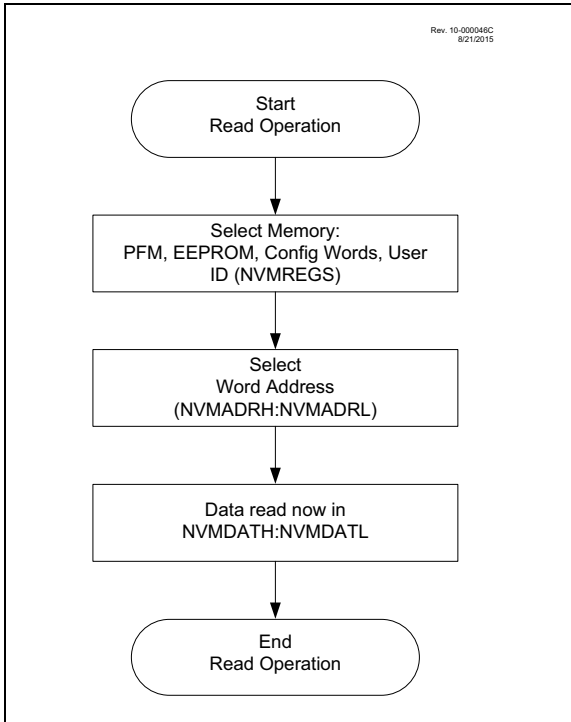 Rev. 10-000046C
8/21/2015
Start
Read Operation
Select Memory:
PFM, EEPROM, Config Words, User
ID (NVMREGS)
Select
Word Address
(NVMADRH:NVMADRL)
Data read now in
NVMDATH:NVMDATL
End
Read Operation